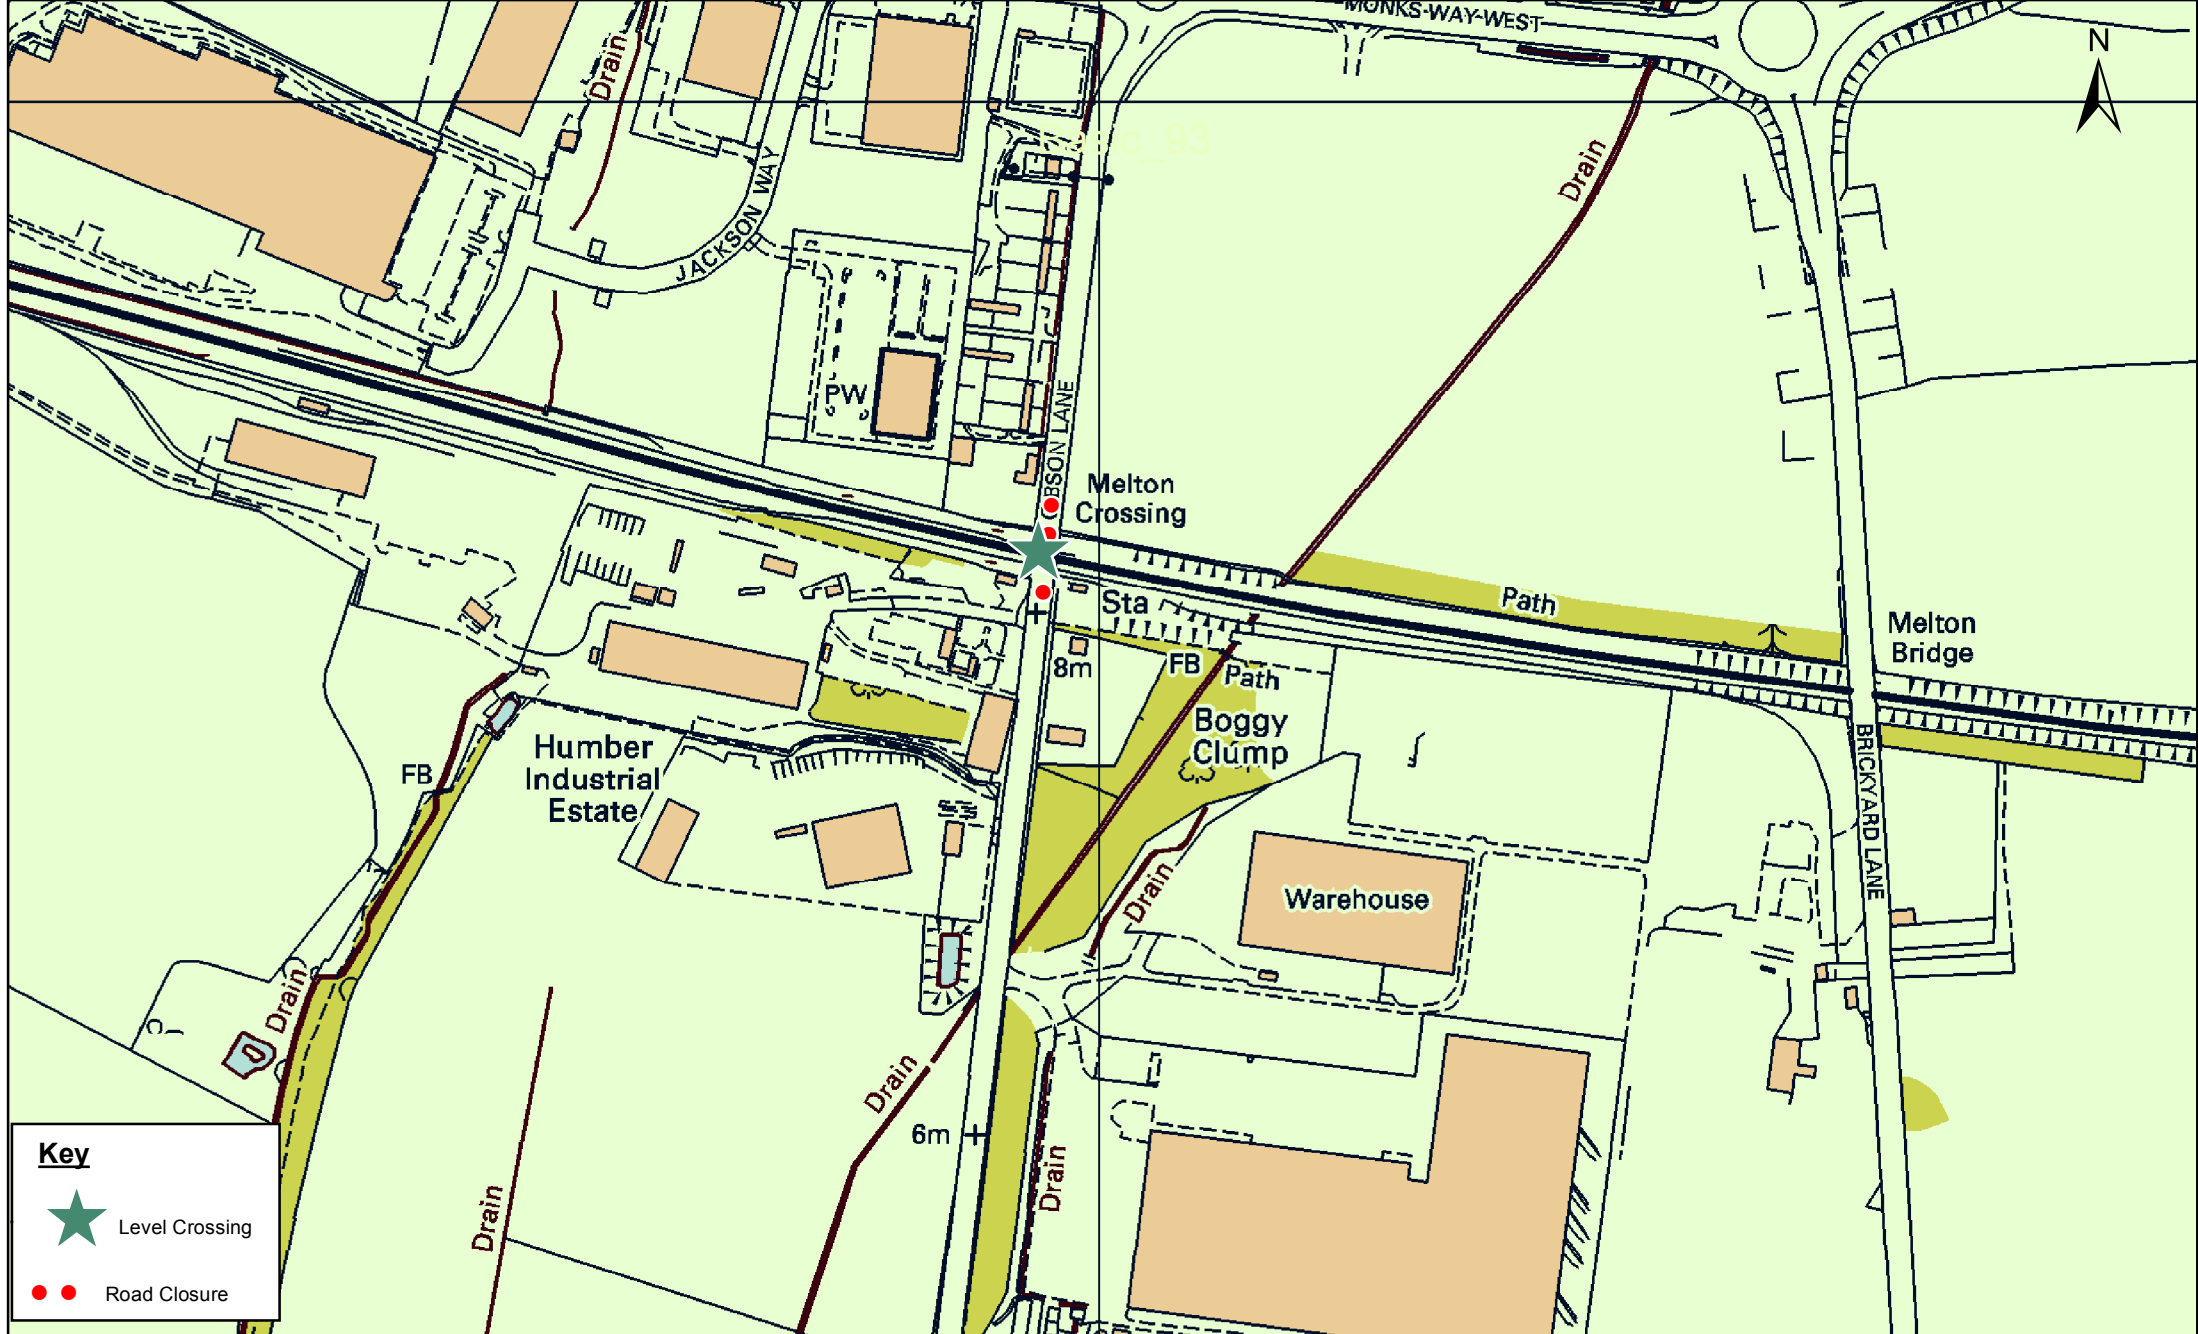 MONKS WAY WEST
N
Drain
Drain
JACKSON WAY
PW
BSON LANE
Melton
Crossing
Path
Sta
Melton
Bridge
8m
FB
Path
Boggy
Clump
BRICKYARD LANE
Humber
Industrial
Estate
FB
Drain
Warehouse
Drain
Drain
6m
Drain
Drain
Key
Level Crossing
Road Closure